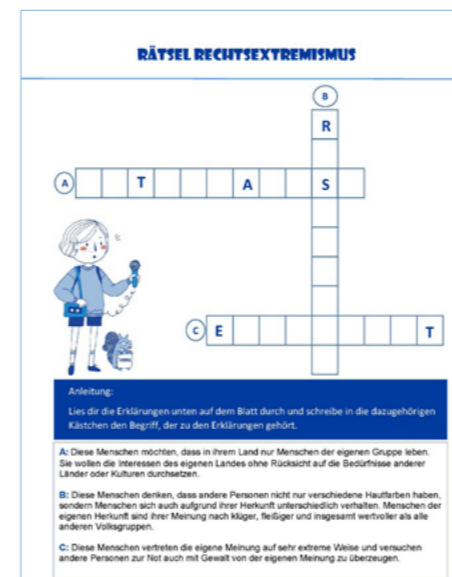 RÄTSEL RECHTSEXTREMISMUS
B
R
A
T
A
S
C
E
T
Anleitung:
Lies dir die Erklärungen unten auf dem Blatt durch und schreibe in die dazugehörigen
Kästchen den Begriff, der zu den Erklärungen gehört.
A: Diese Menschen möchten, dass in ihrem Land nur Menschen der eigenen Gruppe leben.
Sie wollen die Interessen des eigenen Landes ohne Rücksicht auf die Bedürfnisse anderer
Länder oder Kulturen durchsetzen.
B: Diese Menschen denken, dass andere Personen nicht nur verschiedene Hautfarben haben,
sondern Menschen sich auch aufgrund ihrer Herkunft unterschiedlich verhalten. Menschen der
eigenen Herkunft sind ihrer Meinung nach klüger, fleißiger und insgesamt wertvoller als alle
anderen Volksgruppen.
C: Diese Menschen vertreten die eigene Meinung auf sehr extreme Weise und versuchen
andere Personen zur Not auch mit Gewalt von der eigenen Meinung zu überzeugen.